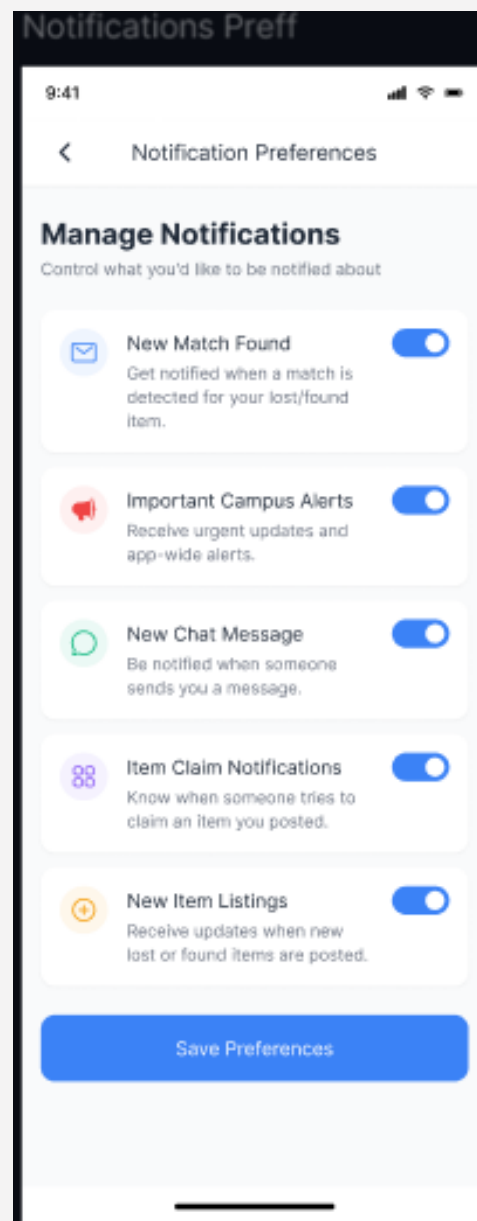 Notifications Preff
9:41
Notification Preferences
Manage Notifications
Control what you'd like to be notified about
New Match Found
Get notified when a match is
detected for your lost/found
item.
Important Campus Alerts
Receive urgent updates and
app-wide alerts.
New Chat Message
Be notified when someone
sends you a message.
Item Claim Notifications
Know when someone tries to
claim an item you posted.
New Item Listings
Receive updates when new
lost or found items are posted.
Save Preferences